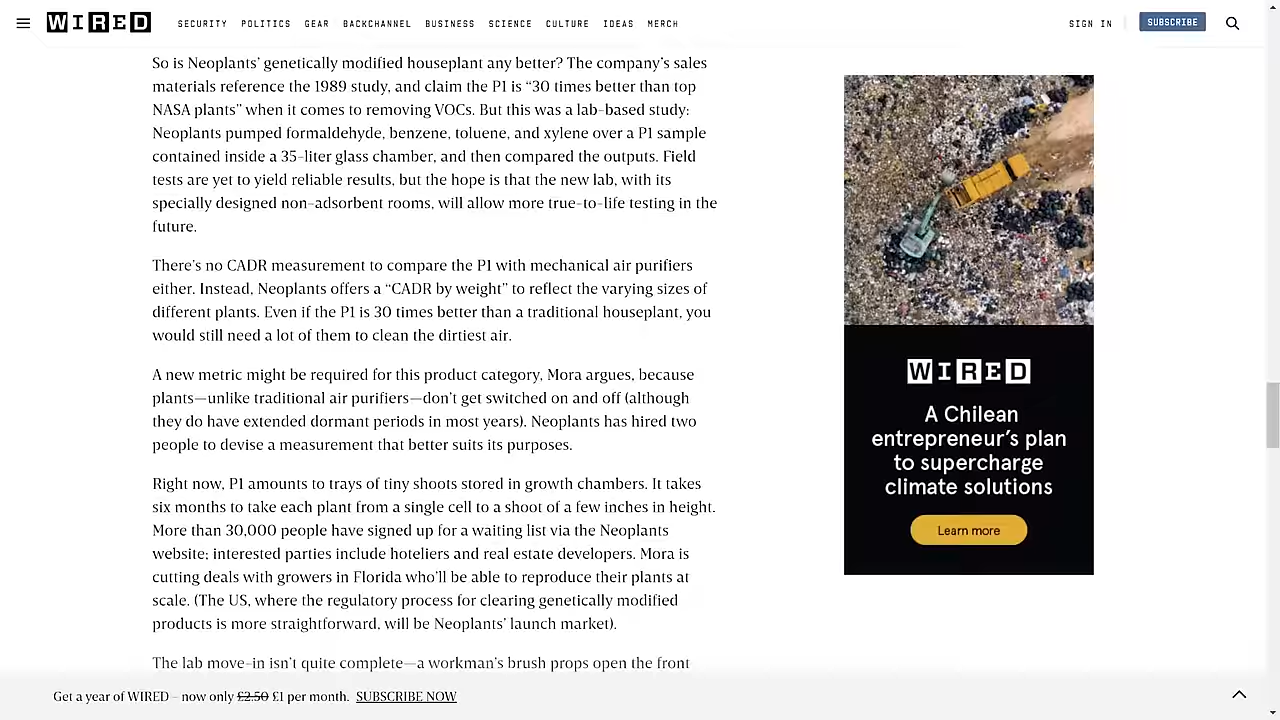 WIRED
SECURITY POLITICS GEAR BACKCHANNEL BUSINESS SCIENCE CULTURE IDEAS MERCH
SIGN IN
SUBSCRIBE
So is Neoplants’ genetically modified houseplant any better? The company’s sales
materials reference the 1989 study, and claim the P1 is “30 times better than top
NASA plants” when it comes to removing VOCs. But this was a lab-based study:
Neoplants pumped formaldehyde, benzene, toluene, and xylene over a P1 sample
contained inside a 35-liter glass chamber, and then compared the outputs. Field
tests are yet to yield reliable results, but the hope is that the new lab, with its
specially designed non-adsorbent rooms, will allow more true-to-life testing in the
future.
There’s no CADR measurement to compare the P1 with mechanical air purifiers
either. Instead, Neoplants offers a “CADR by weight” to reflect the varying sizes of
different plants. Even if the P1 is 30 times better than a traditional houseplant, you
would still need a lot of them to clean the dirtiest air.
A new metric might be required for this product category, Mora argues, because
plants—unlike traditional air purifiers—don’t get switched on and off (although
they do have extended dormant periods in most years). Neoplants has hired two
people to devise a measurement that better suits its purposes.
Right now, P1 amounts to trays of tiny shoots stored in growth chambers. It takes
six months to take each plant from a single cell to a shoot of a few inches in height.
More than 30,000 people have signed up for a waiting list via the Neoplants
website; interested parties include hoteliers and real estate developers. Mora is
cutting deals with growers in Florida who’ll be able to reproduce their plants at
scale. (The US, where the regulatory process for clearing genetically modified
products is more straightforward, will be Neoplants’ launch market).
The lab move-in isn’t quite complete—a workman’s brush props open the front
WIRED
A Chilean
entrepreneur’s plan
to supercharge
climate solutions
Learn more
Get a year of WIRED – now only £2.50 £1 per month. SUBSCRIBE NOW